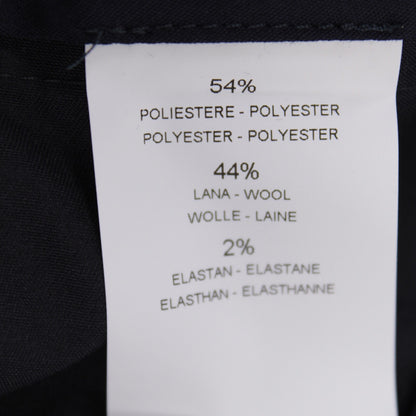 54%
POLIESTERE - POLYESTER
POLYESTER - POLYESTER
44%
LANA - WOOL
WOLLE - LAINE
2%
ELASTAN - ELASTANE
ELASTHAN - ELASTHANNE